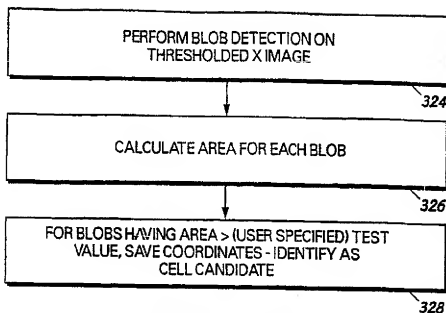 PERFORM BLOB DETECTION ON
THRESHOLDED X IMAGE
324
CALCULATE AREA FOR EACH BLOB
326
FOR BLOBS HAVING AREA > (USER SPECIFIED) TEST
VALUE, SAVE COORDINATES - IDENTIFY AS
CELL CANDIDATE
328